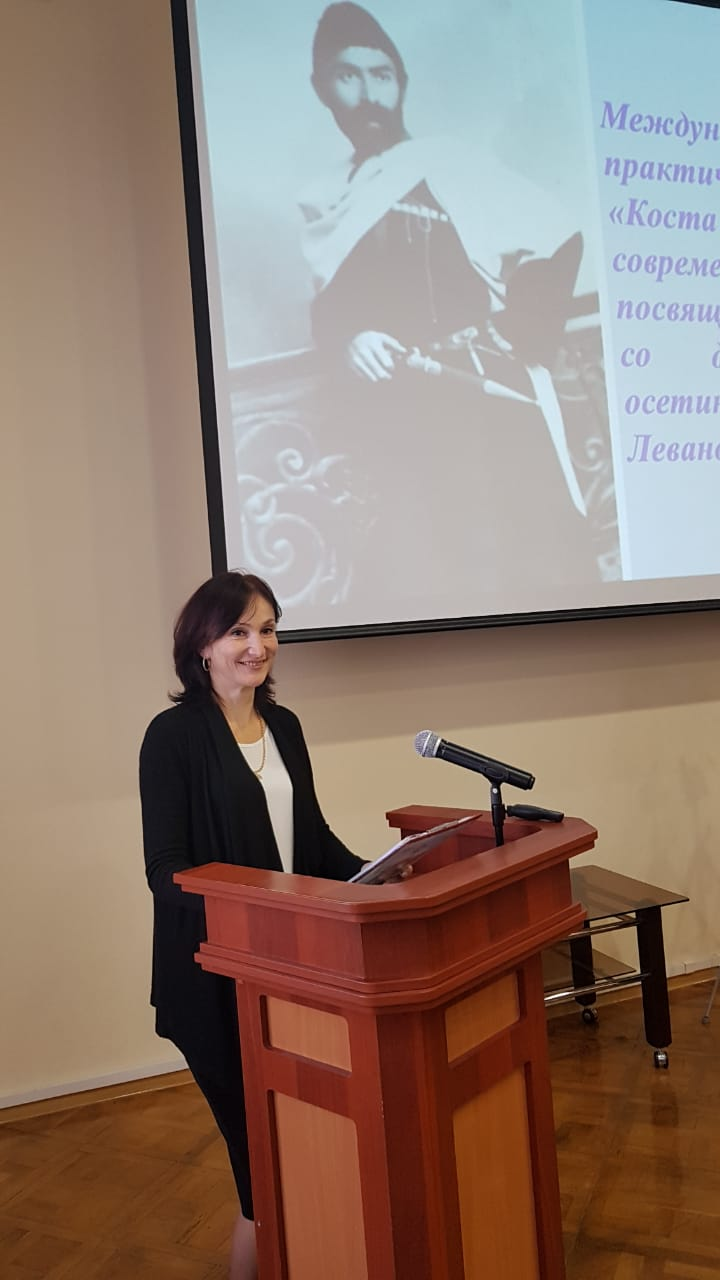 Междун
практич
«Коста
совреме
посвящ
со д
осетин
Левано